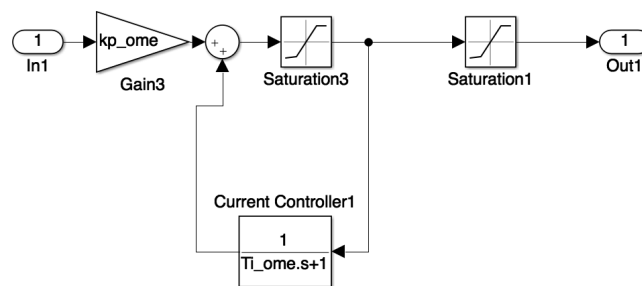 1
In1
kp_ome
Gain3
+
+
Saturation3
Saturation1
1
Out1
Current Controller1
1
Ti_ome.s+1